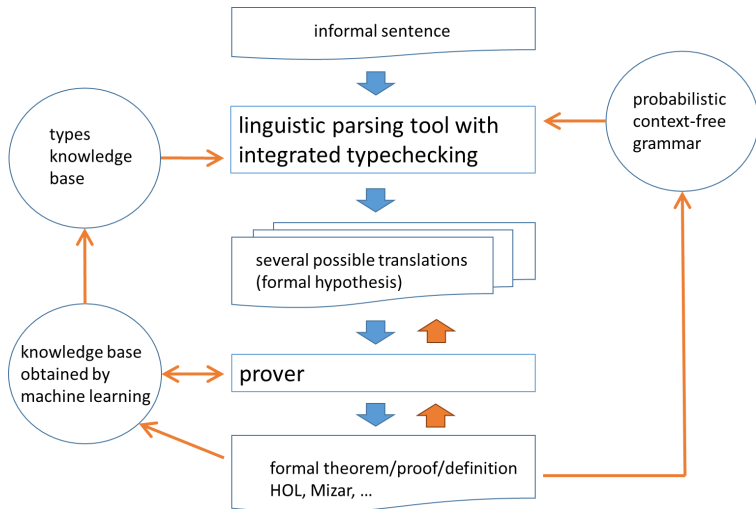 informal sentence
linguistic parsing tool with
integrated typechecking
probabilistic
context-free
grammar
types
knowledge
base
several possible translations
(formal hypothesis)
knowledge base
obtained by
machine learning
prover
formal theorem/proof/definition
HOL, Mizar, ...